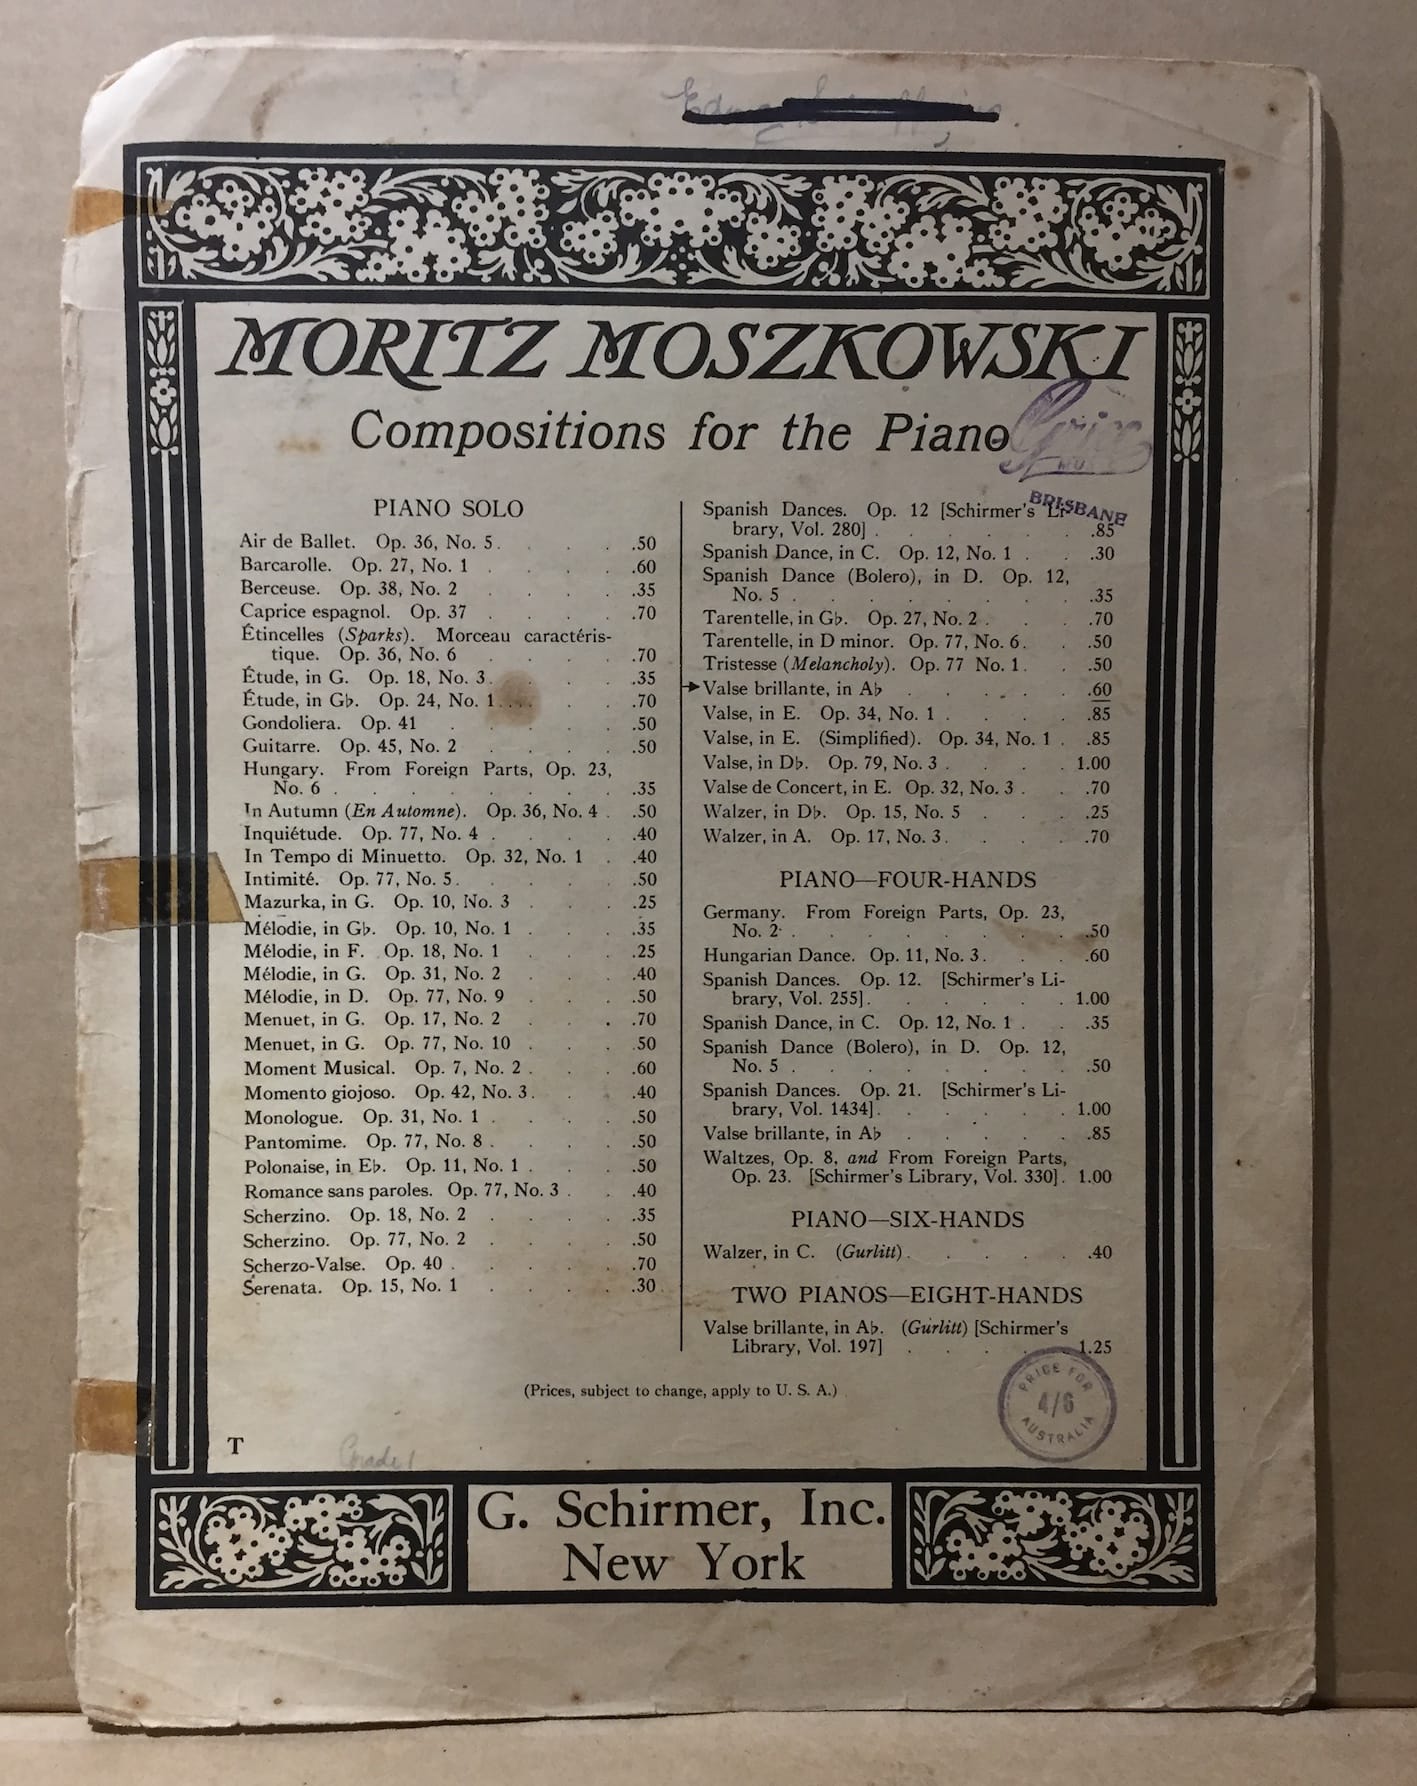 MORITZ MOSZKOWSKI
Compositions for the Piano
BRISBANE
PIANO SOLO
Air de Ballet. Op. 36, No. 5 . . . . .50
Barcarolle. Op. 27, No. 1 . . . . .60
Berceuse. Op. 38, No. 2 . . . . .35
Caprice espagnol. Op. 37 . . . . .70
Étincelles (Sparks). Morceau caractéris-
tique. Op. 36, No. 6 . . . . .70
Étude, in G. Op. 18, No. 3 . . . . .35
Étude, in G♭. Op. 24, No. 1 . . . . .70
Gondoliera. Op. 41 . . . . .50
Guitarre. Op. 45, No. 2 . . . . .50
Hungary. From Foreign Parts, Op. 23,
No. 6 . . . . . . . .35
In Autumn (En Automne). Op. 36, No. 4 . .50
Inquiétude. Op. 77, No. 4 . . . . .40
In Tempo di Minuetto. Op. 32, No. 1 . .40
Intimité. Op. 77, No. 5 . . . . .50
Mazurka, in G. Op. 10, No. 3 . . . .25
Mélodie, in G♭. Op. 10, No. 1 . . . .35
Mélodie, in F. Op. 18, No. 1 . . . .25
Mélodie, in G. Op. 31, No. 2 . . . .40
Mélodie, in D. Op. 77, No. 9 . . . .50
Menuet, in G. Op. 17, No. 2 . . . .70
Menuet, in G. Op. 77, No. 10 . . . .50
Moment Musical. Op. 7, No. 2 . . . .60
Momento giojoso. Op. 42, No. 3 . . . .40
Monologue. Op. 31, No. 1 . . . . .50
Pantomime. Op. 77, No. 8 . . . . .50
Polonaise, in E♭. Op. 11, No. 1 . . . .50
Romance sans paroles. Op. 77, No. 3 . . .40
Scherzino. Op. 18, No. 2 . . . . .35
Scherzino. Op. 77, No. 2 . . . . .50
Scherzo-Valse. Op. 40 . . . . .70
Serenata. Op. 15, No. 1 . . . . .30
Spanish Dances. Op. 12 [Schirmer's Li-
brary, Vol. 280] . . . . . .85
Spanish Dance, in C. Op. 12, No. 1 . . .30
Spanish Dance (Bolero), in D. Op. 12,
No. 5 . . . . . . . .35
Tarentelle, in G♭. Op. 27, No. 2 . . . .70
Tarentelle, in D minor. Op. 77, No. 6 . . .50
Tristesse (Melancholy). Op. 77 No. 1 . . .50
→Valse brillante, in A♭ . . . . . .60
Valse, in E. Op. 34, No. 1 . . . . .85
Valse, in E. (Simplified). Op. 34, No. 1 . .85
Valse, in D♭. Op. 79, No. 3 . . . . 1.00
Valse de Concert, in E. Op. 32, No. 3 . . .70
Walzer, in D♭. Op. 15, No. 5 . . . .25
Walzer, in A. Op. 17, No. 3 . . . . .70
PIANO—FOUR-HANDS
Germany. From Foreign Parts, Op. 23,
No. 2 . . . . . . . .50
Hungarian Dance. Op. 11, No. 3 . . . .60
Spanish Dances. Op. 12. [Schirmer's Li-
brary, Vol. 255] . . . . . . 1.00
Spanish Dance, in C. Op. 12, No. 1 . . .35
Spanish Dance (Bolero), in D. Op. 12,
No. 5 . . . . . . . .50
Spanish Dances. Op. 21. [Schirmer's Li-
brary, Vol. 1434] . . . . . 1.00
Valse brillante, in A♭ . . . . . .85
Waltzes, Op. 8, and From Foreign Parts,
Op. 23. [Schirmer's Library, Vol. 330] . 1.00
PIANO—SIX-HANDS
Walzer, in C. (Gurlitt) . . . . . .40
TWO PIANOS—EIGHT-HANDS
Valse brillante, in A♭. (Gurlitt) [Schirmer's
Library, Vol. 197] . . . . . 1.25
(Prices, subject to change, apply to U. S. A.)
PRICE FOR
4/6
AUSTRALIA
T
Grade
G. Schirmer, Inc.
New York